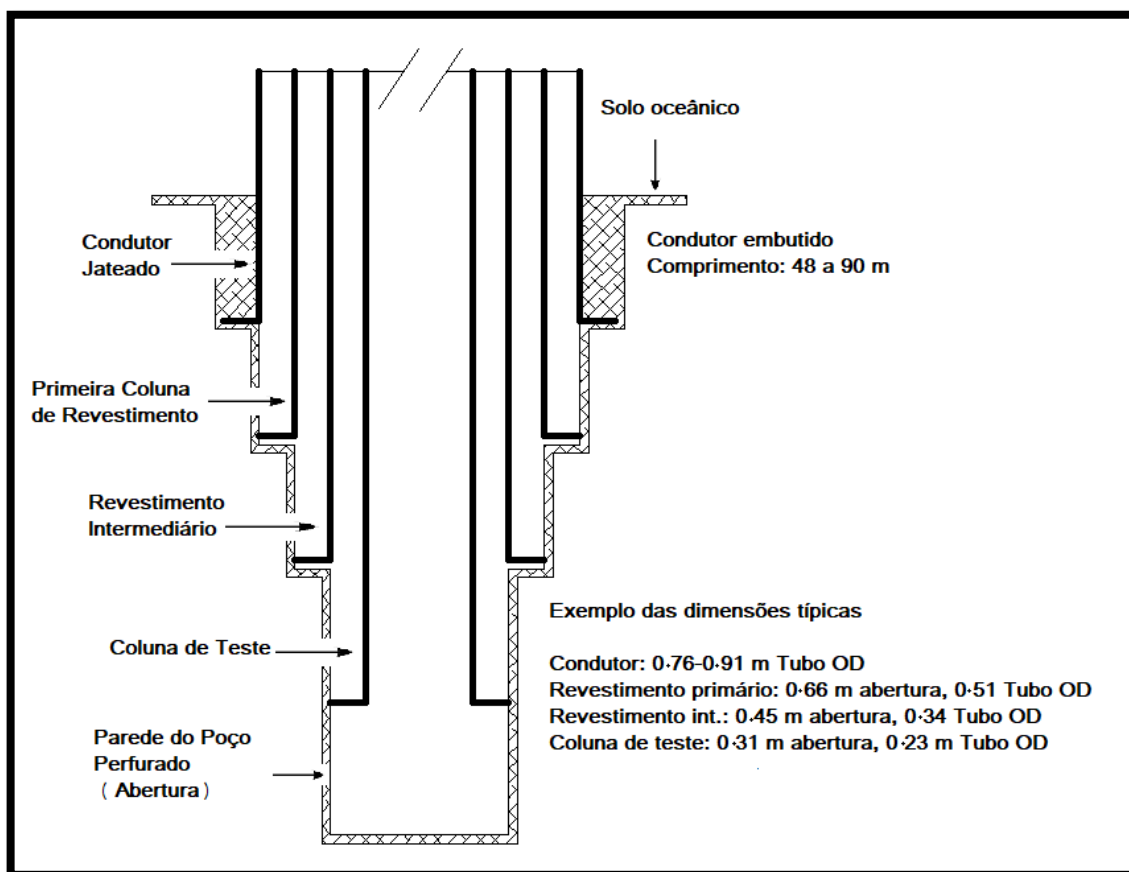 Solo oceânico
Condutor
Jateado
Condutor embutido
Comprimento: 48 a 90 m
Primeira Coluna
de Revestimento
Revestimento
Intermediário
Coluna de Teste
Exemplo das dimensões típicas
Condutor: 0·76-0·91 m Tubo OD
Revestimento primário: 0·66 m abertura, 0·51 Tubo OD
Revestimento int.: 0·45 m abertura, 0·34 Tubo OD
Coluna de teste: 0·31 m abertura, 0·23 m Tubo OD
Parede do Poço
Perfurado
( Abertura )